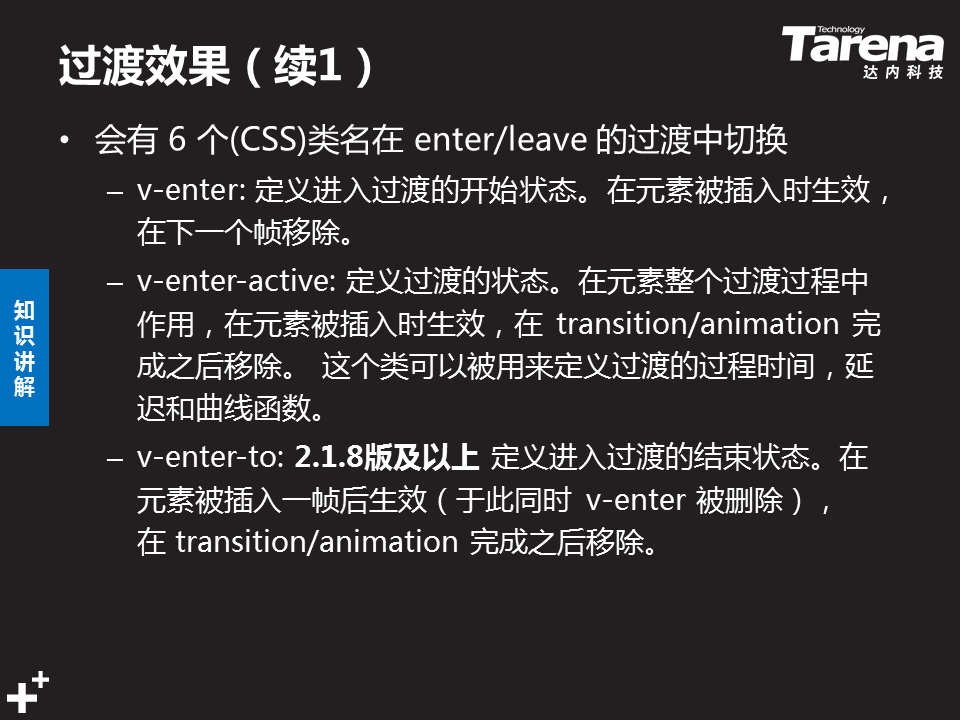 过渡效果（续1）
Technology
Tarena
达内科技
• 会有 6 个(CSS)类名在 enter/leave 的过渡中切换
– v-enter: 定义进入过渡的开始状态。在元素被插入时生效，
在下一个帧移除。
– v-enter-active: 定义过渡的状态。在元素整个过渡过程中
作用，在元素被插入时生效，在 transition/animation 完
成之后移除。 这个类可以被用来定义过渡的过程时间，延
迟和曲线函数。
– v-enter-to: 2.1.8版及以上 定义进入过渡的结束状态。在
元素被插入一帧后生效（于此同时 v-enter 被删除），
在 transition/animation 完成之后移除。
知
识
讲
解